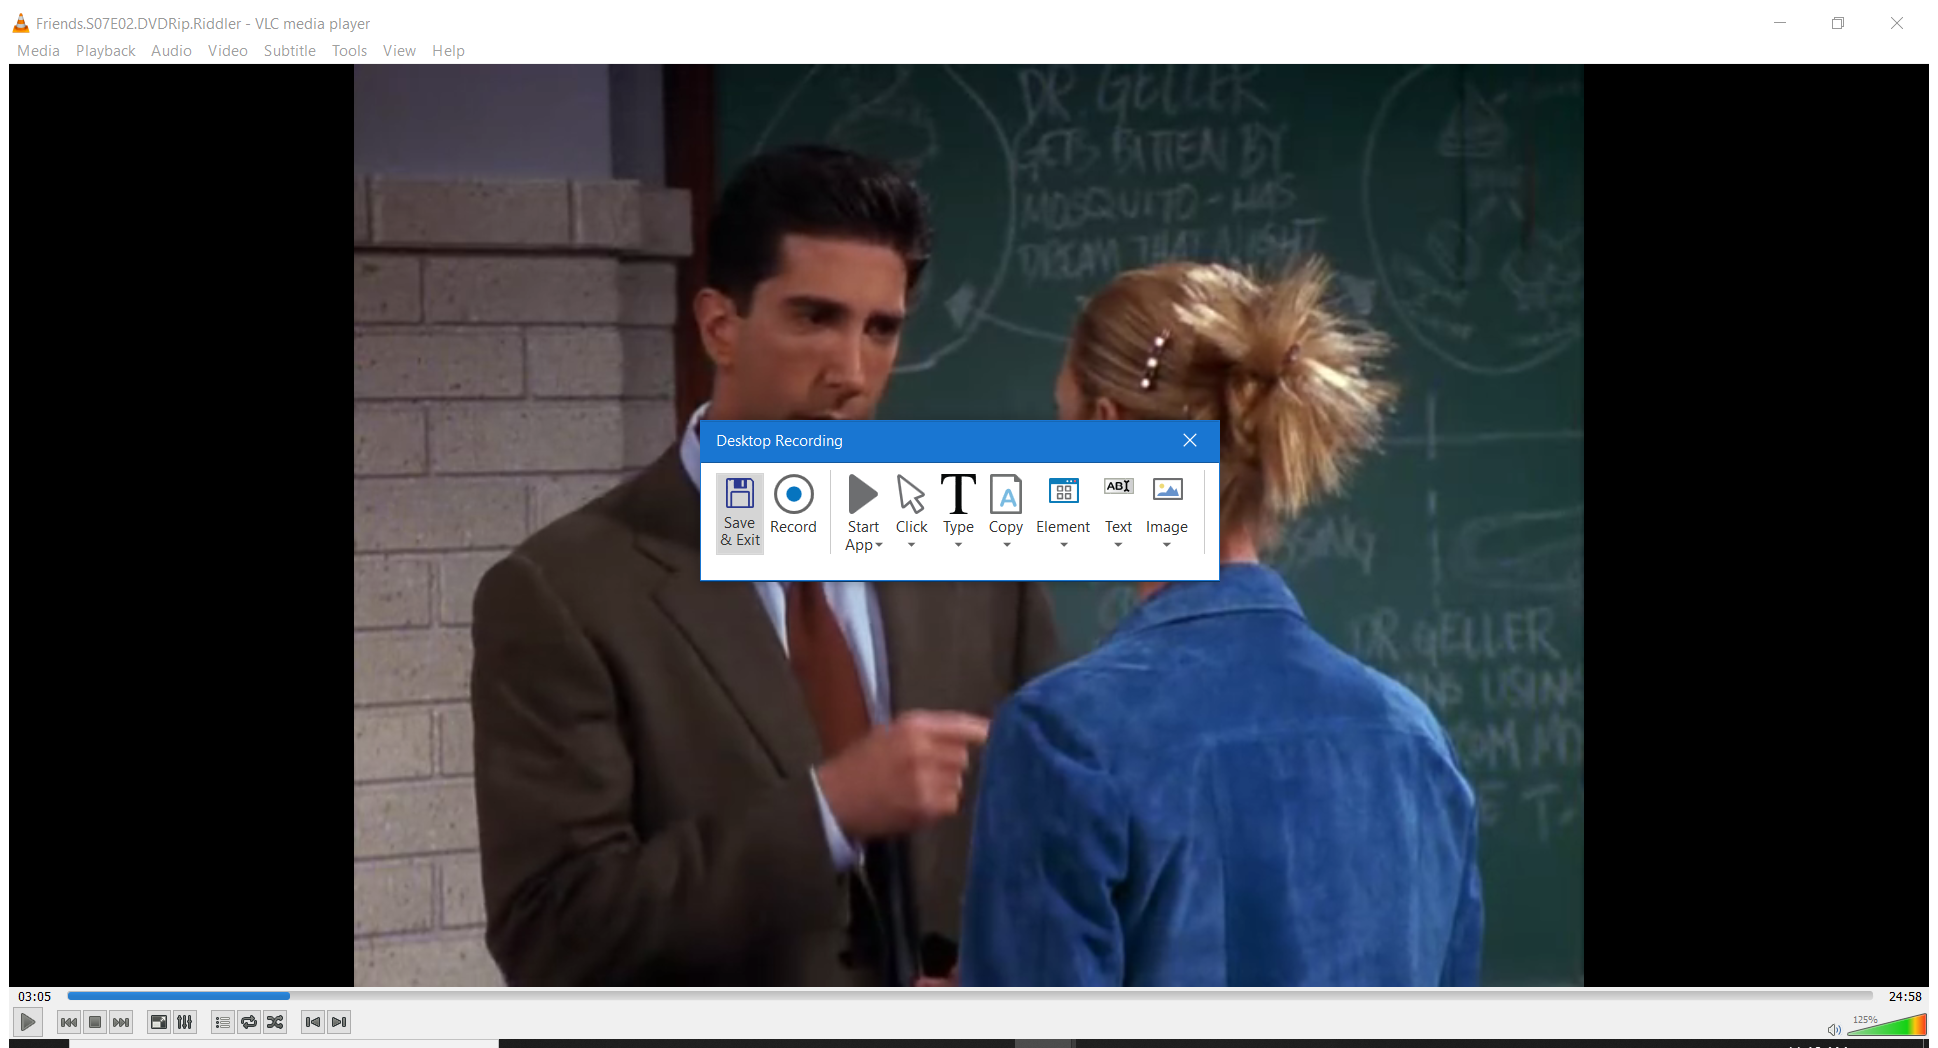 Friends.S07E02.DVDRip.Riddler - VLC media player
Media Playback Audio Video Subtitle Tools View Help
DR. GELLER
GETS BITTEN BY
MOSQUITO - HAS
DREAM THAT NIGHT
Desktop Recording
Save
& Exit
Record
Start
App
Click
Type
Copy
Element
Text
Image
DR GELLER
USING
COM
E T.
03:05
24:58
125%